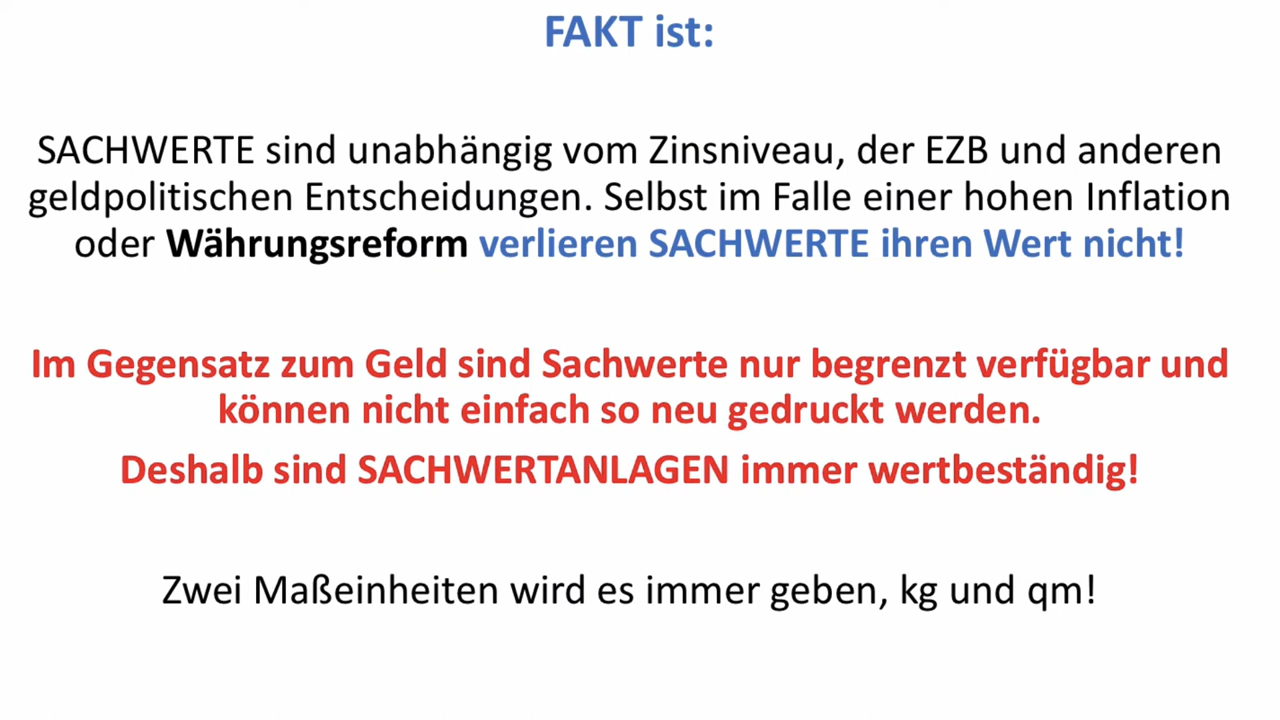 FAKT ist:
SACHWERTE sind unabhängig vom Zinsniveau, der EZB und anderen
geldpolitischen Entscheidungen. Selbst im Falle einer hohen Inflation
oder Währungsreform verlieren SACHWERTE ihren Wert nicht!
Im Gegensatz zum Geld sind Sachwerte nur begrenzt verfügbar und
können nicht einfach so neu gedruckt werden.
Deshalb sind SACHWERTANLAGEN immer wertbeständig!
Zwei Maßeinheiten wird es immer geben, kg und qm!